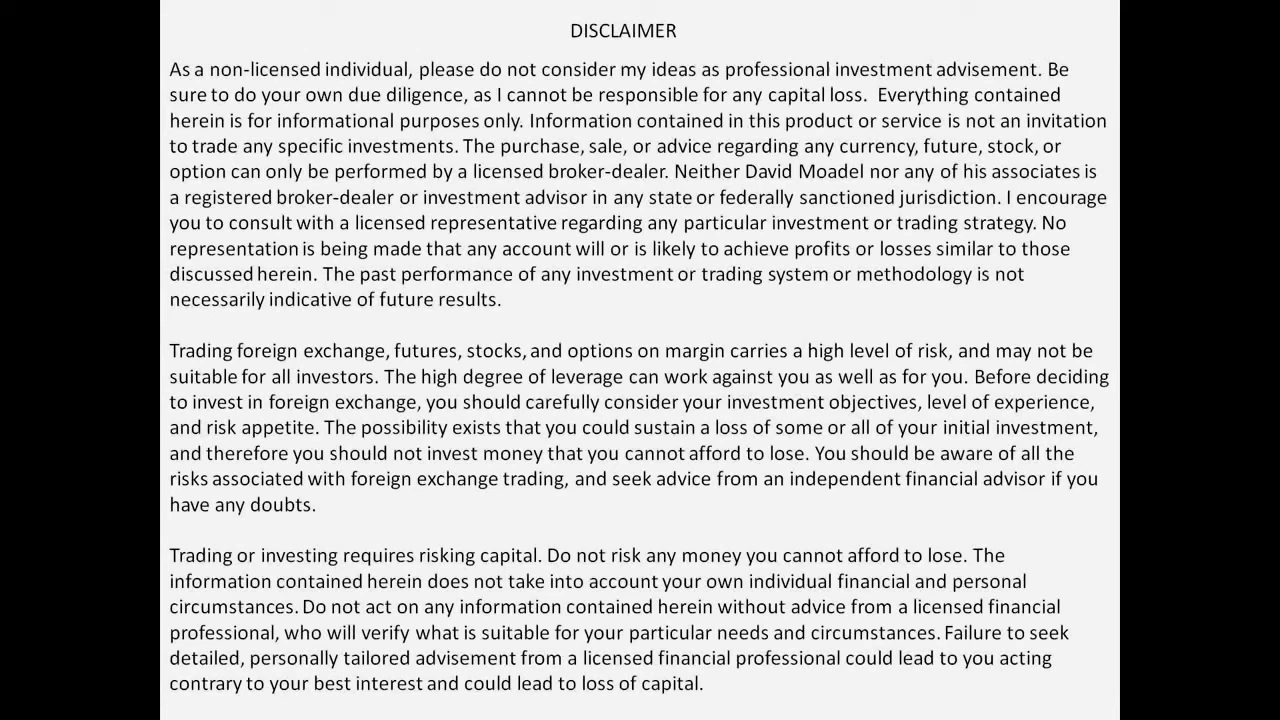 DISCLAIMER
As a non-licensed individual, please do not consider my ideas as professional investment advisement. Be
sure to do your own due diligence, as I cannot be responsible for any capital loss.  Everything contained
herein is for informational purposes only. Information contained in this product or service is not an invitation
to trade any specific investments. The purchase, sale, or advice regarding any currency, future, stock, or
option can only be performed by a licensed broker-dealer. Neither David Moadel nor any of his associates is
a registered broker-dealer or investment advisor in any state or federally sanctioned jurisdiction. I encourage
you to consult with a licensed representative regarding any particular investment or trading strategy. No
representation is being made that any account will or is likely to achieve profits or losses similar to those
discussed herein. The past performance of any investment or trading system or methodology is not
necessarily indicative of future results.
Trading foreign exchange, futures, stocks, and options on margin carries a high level of risk, and may not be
suitable for all investors. The high degree of leverage can work against you as well as for you. Before deciding
to invest in foreign exchange, you should carefully consider your investment objectives, level of experience,
and risk appetite. The possibility exists that you could sustain a loss of some or all of your initial investment,
and therefore you should not invest money that you cannot afford to lose. You should be aware of all the
risks associated with foreign exchange trading, and seek advice from an independent financial advisor if you
have any doubts.
Trading or investing requires risking capital. Do not risk any money you cannot afford to lose. The
information contained herein does not take into account your own individual financial and personal
circumstances. Do not act on any information contained herein without advice from a licensed financial
professional, who will verify what is suitable for your particular needs and circumstances. Failure to seek
detailed, personally tailored advisement from a licensed financial professional could lead to you acting
contrary to your best interest and could lead to loss of capital.